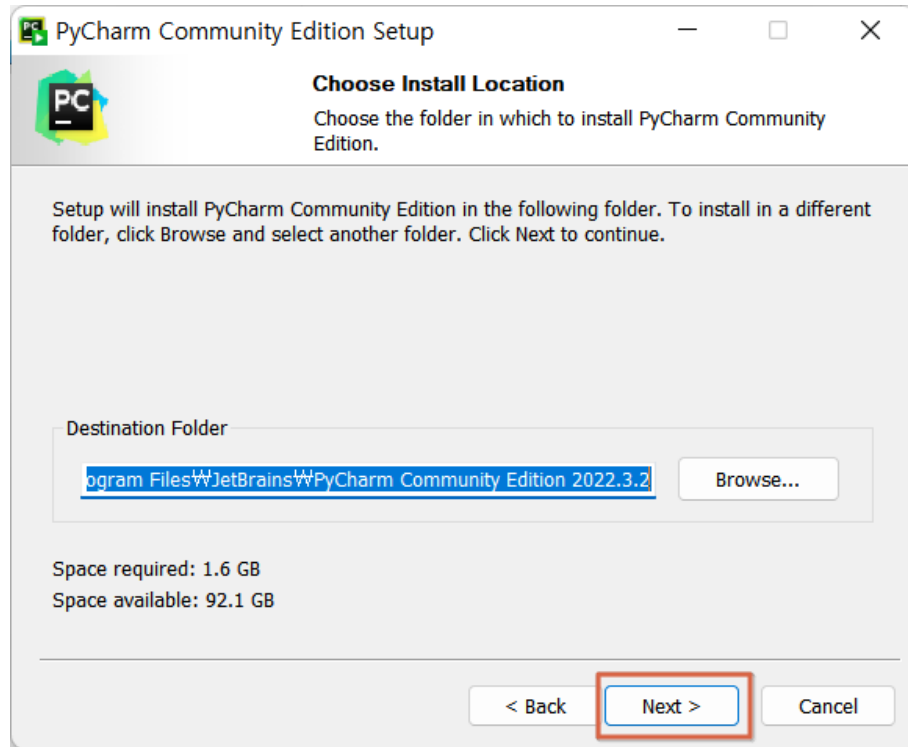 PyCharm Community Edition Setup
PC
Choose Install Location
Choose the folder in which to install PyCharm Community
Edition.
Setup will install PyCharm Community Edition in the following folder. To install in a different
folder, click Browse and select another folder. Click Next to continue.
Destination Folder
ogram Files₩JetBrains₩PyCharm Community Edition 2022.3.2
Browse...
Space required: 1.6 GB
Space available: 92.1 GB
< Back
Next >
Cancel